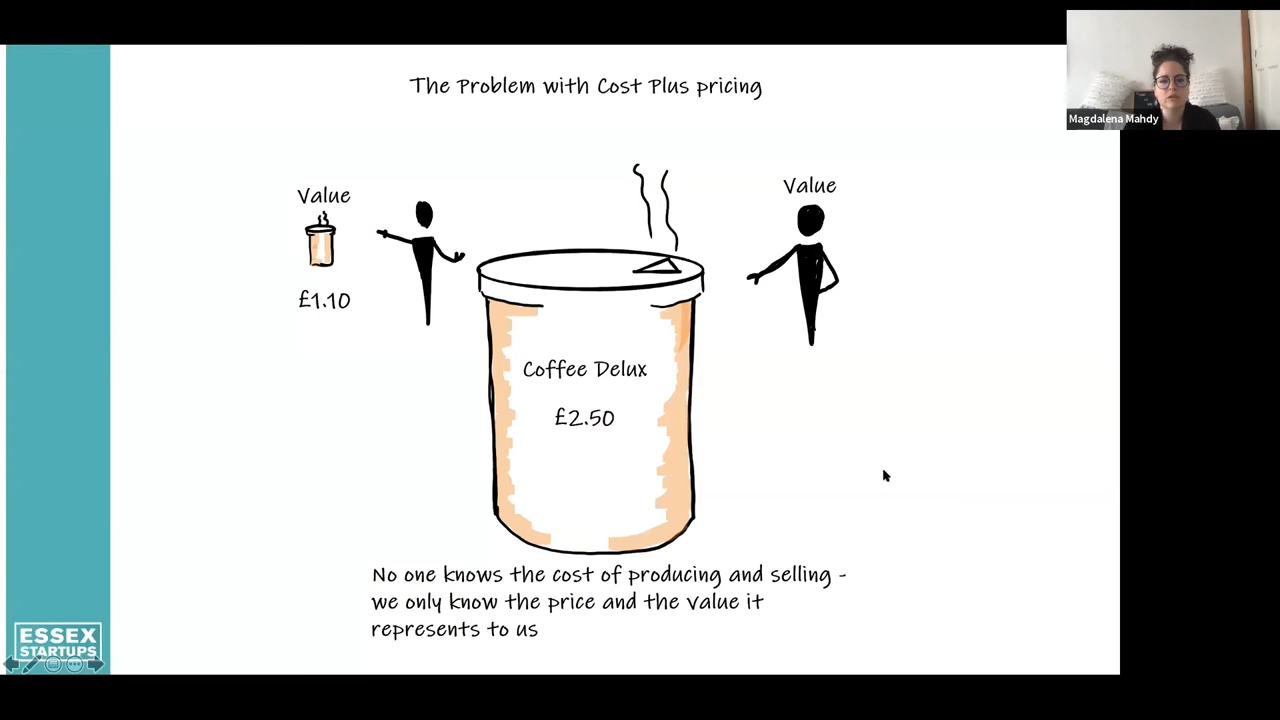 The Problem with Cost Plus pricing
Magdalena Mahdy
Value
£1.10
Value
Coffee Delux
£2.50
No one knows the cost of producing and selling -
we only know the price and the value it
represents to us
ESSEX
STARTUPS